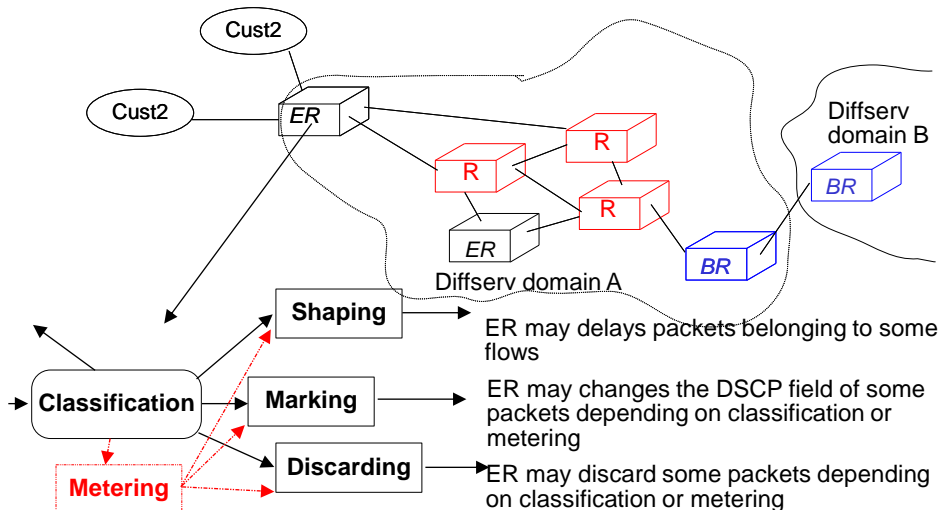 Cust2
Cust2
ER
R
R
R
ER
BR
BR
Diffserv
domain B
Diffserv domain A
Classification
Metering
Shaping
Marking
Discarding
ER may delays packets belonging to some
flows
ER may changes the DSCP field of some
packets depending on classification or
metering
ER may discard some packets depending
on classification or metering